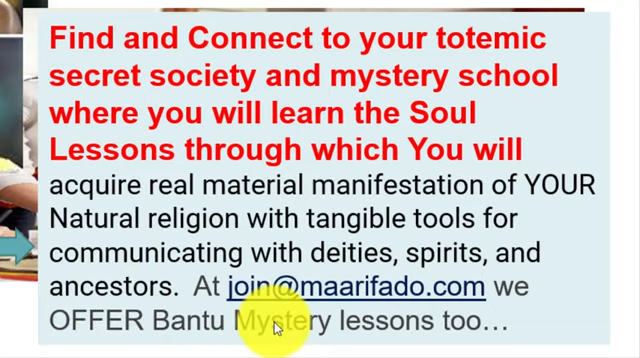 Find and Connect to your totemic
secret society and mystery school
where you will learn the Soul
Lessons through which You will
acquire real material manifestation of YOUR
Natural religion with tangible tools for
communicating with deities, spirits, and
ancestors. At join@maarifado.com we
OFFER Bantu Mystery lessons too…